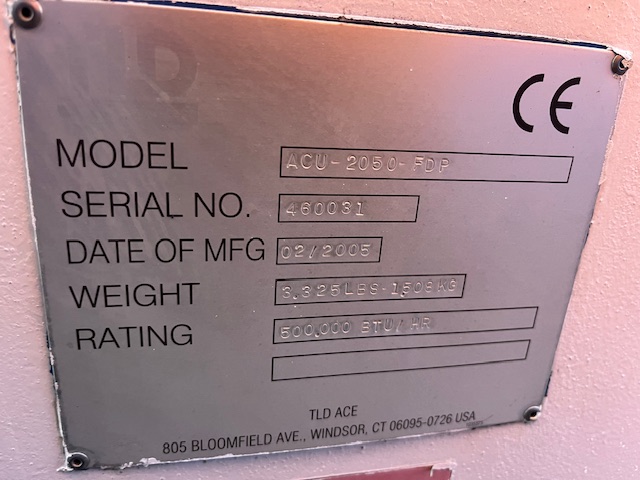 CE
MODEL ACU-2050-FDP
SERIAL NO. 460031
DATE OF MFG 02/2005
WEIGHT 3,325LBS-1508KG
RATING 500,000 BTU/HR
TLD ACE
805 BLOOMFIELD AVE., WINDSOR, CT 06095-0726 USA